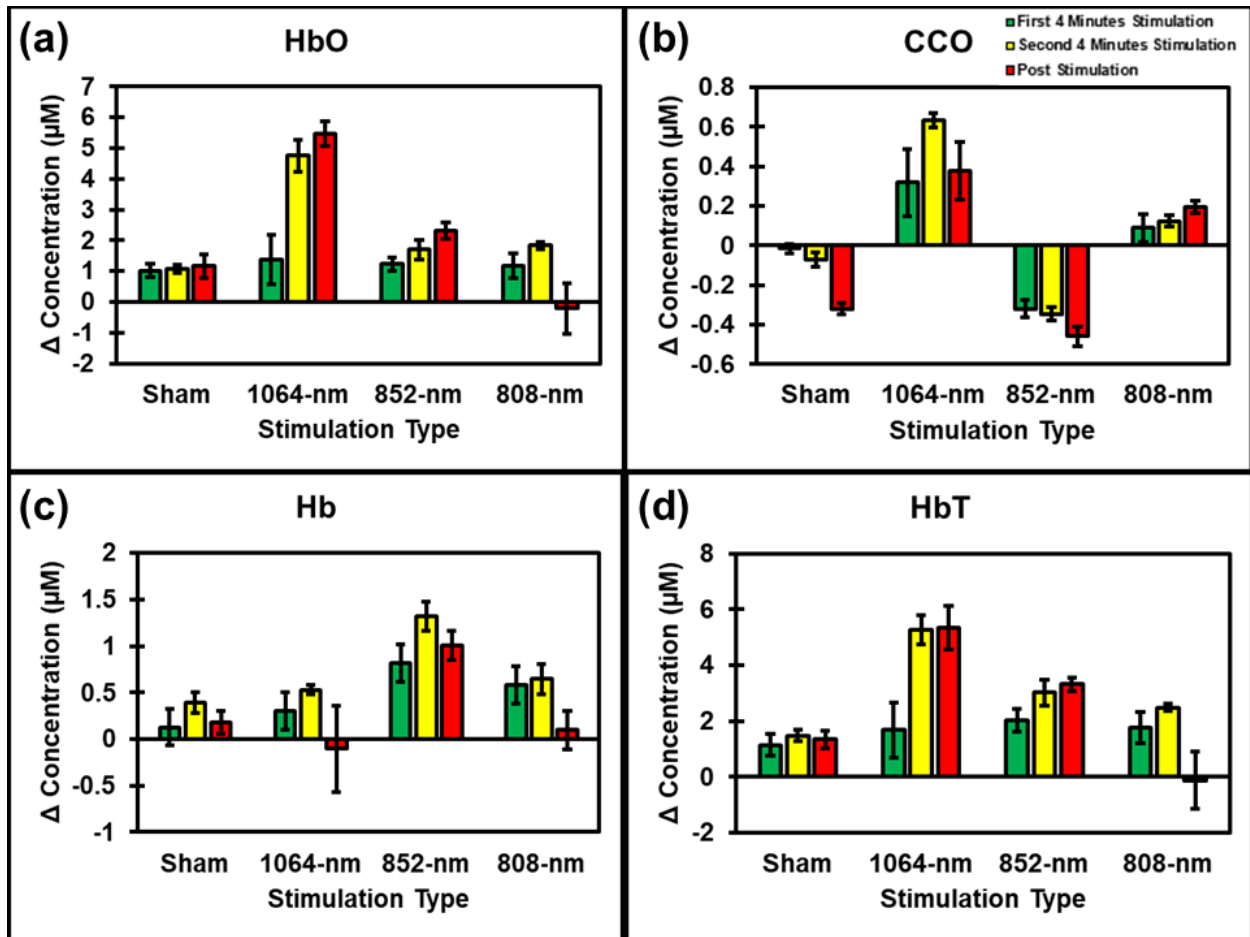 (a)
HbO
Δ Concentration (µM)
7
6
5
4
3
2
1
0
-1
-2
Sham 1064-nm 852-nm 808-nm
Stimulation Type
(b)
CCO
First 4 Minutes Stimulation
Second 4 Minutes Stimulation
Post Stimulation
Δ Concentration (µM)
0.8
0.6
0.4
0.2
0
-0.2
-0.4
-0.6
Sham 1064-nm 852-nm 808-nm
Stimulation Type
(c)
Hb
Δ Concentration (µM)
2
1.5
1
0.5
0
-0.5
-1
Sham 1064-nm 852-nm 808-nm
Stimulation Type
(d)
HbT
Δ Concentration (µM)
8
6
4
2
0
-2
Sham 1064-nm 852-nm 808-nm
Stimulation Type